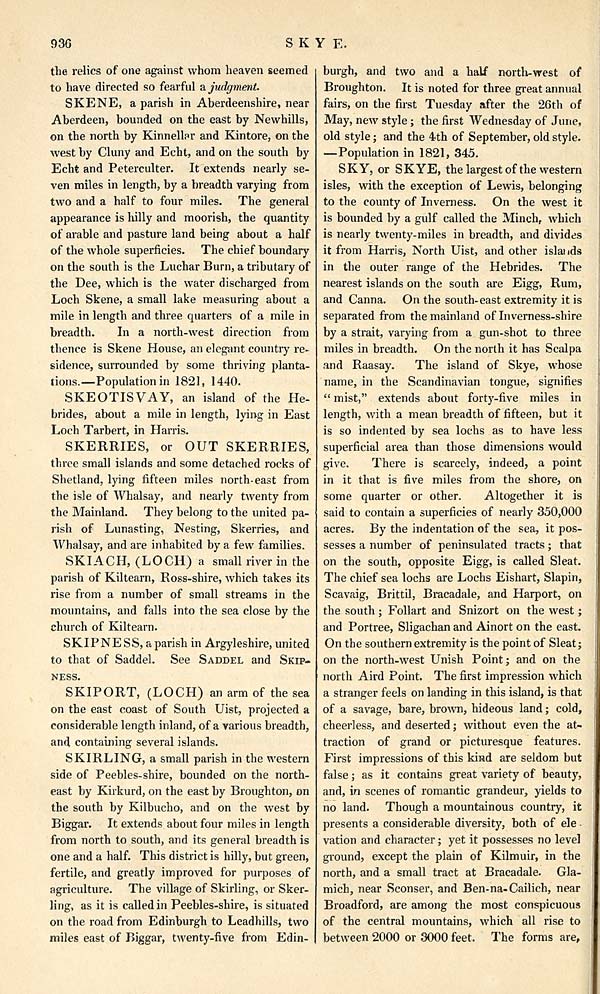 936
SKYE.
the relics of one against whom heaven seemed
to have directed so fearful a judgment.
SKENE, a parish in Aberdeenshire, near
Aberdeen, bounded on the east by Newhills,
on the north by Kinnellar and Kintore, on the
west by Cluny and Echt, and on the south by
Echt and Peterculter. It extends nearly se-
ven miles in length, by a breadth varying from
two and a half to four miles. The general
appearance is hilly and moorish, the quantity
of arable and pasture land being about a half
of the whole superficies. The chief boundary
on the south is the Luchar Burn, a tributary of
the Dee, which is the water discharged from
Loch Skene, a small lake measuring about a
mile in length and three quarters of a mile in
breadth. In a north-west direction from
thence is Skene House, an elegant country re-
sidence, surrounded by some thriving planta-
tions.—Population in 1821, 1440.
SKEOTISVAY, an island of the He-
brides, about a mile in length, lying in East
Loch Tarbert, in Harris.
SKERRIES, or OUT SKERRIES,
three small islands and some detached rocks of
Shetland, lying fifteen miles north-east from
the isle of Whalsay, and nearly twenty from
the Mainland. They belong to the united pa-
rish of Lunasting, Nesting, Skerries, and
Whalsay, and are inhabited by a few families.
SKIACH, (LOCH) a small river in the
parish of Kiltearn, Ross-shire, which takes its
rise from a number of small streams in the
mountains, and falls into the sea close by the
church of Kiltearn.
SKIPNESS, a parish in Argyleshire, united
to that of Saddel. See SADDEL and SKIP-
NESS.
SKIPORT, (LOCH) an arm of the sea
on the east coast of South Uist, projected a
considerable length inland, of a various breadth,
and containing several islands.
SKIRLING, a small parish in the western
side of Peebles-shire, bounded on the north-
east by Kirkurd, on the east by Broughton, on
the south by Kilbucho, and on the west by
Biggar. It extends about four miles in length
from north to south, and its general breadth is
one and a half. This district is hilly, but green,
fertile, and greatly improved for purposes of
agriculture. The village of Skirling, or Sker-
ling, as it is called in Peebles-shire, is situated
on the road from Edinburgh to Leadhills, two
miles east of Biggar, twenty-five from Edin-
burgh, and two and a half north-west of
Broughton. It is noted for three great annual
fairs, on the first Tuesday after the 26th of
May, new style; the first Wednesday of June,
old style; and the 4th of September, old style.
—Population in 1821, 345.
SKY, or SKYE, the largest of the western
isles, with the exception of Lewis, belonging
to the county of Inverness. On the west it
is bounded by a gulf called the Minch, which
is nearly twenty-miles in breadth, and divides
it from Harris, North Uist, and other islands
in the outer range of the Hebrides. The
nearest islands on the south are Eigg, Rum,
and Canna. On the south-east extremity it is
separated from the mainland of Inverness-shire
by a strait, varying from a gun-shot to three
miles in breadth. On the north it has Scalpa
and Raasay. The island of Skye, whose
name, in the Scandinavian tongue, signifies
"mist," extends about forty-five miles in
length, with a mean breadth of fifteen, but it
is so indented by sea lochs as to have less
superficial area than those dimensions would
give. There is scarcely, indeed, a point
in it that is five miles from the shore, on
some quarter or other. Altogether it is
said to contain a superficies of nearly 350,000
acres. By the indentation of the sea, it pos-
sesses a number of peninsulated tracts; that
on the south, opposite Eigg, is called Sleat.
The chief sea lochs are Lochs Eishart, Slapin,
Scavaig, Brittil, Bracadale, and Harport, on
the south; Follart and Snizort on the west;
and Portree, Sligachan and Ainort on the east.
On the southern extremity is the point of Sleat;
on the north-west Unish Point; and on the
north Aird Point. The first impression which
a stranger feels on landing in this island, is that
of a savage, bare, brown, hideous land; cold,
cheerless, and deserted; without even the at-
traction of grand or picturesque features.
First impressions of this kind are seldom but
false; as it contains great variety of beauty,
and, in scenes of romantic grandeur, yields to
no land. Though a mountainous country, it
presents a considerable diversity, both of ele-
vation and character; yet it possesses no level
ground, except the plain of Kilmuir, in the
north, and a small tract at Bracadale. Gla-
mich, near Sconser, and Ben-na-Cailich, near
Broadford, are among the most conspicuous
of the central mountains, which all rise to
between 2000 or 3000 feet. The forms are,